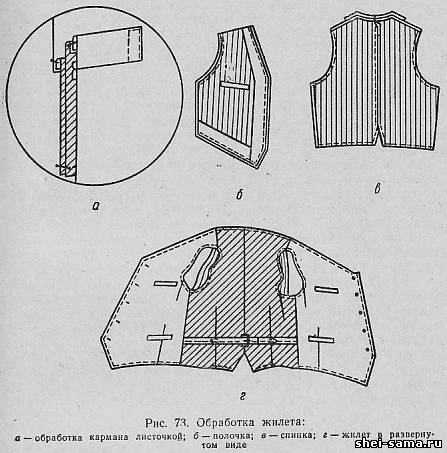 а
б
в
г
Рис. 73. Обработка жилета:
а — обработка кармана листочкой; б — полочка; в — спинка; г — жилет в разверну-
том виде
shei-sama.ru